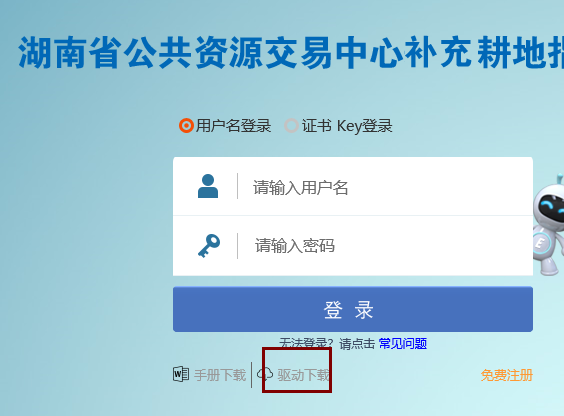 湖南省公共资源交易中心补充耕地指
用户名登录 证书 Key登录
请输入用户名
请输入密码
登 录
无法登录？请点击 常见问题
手册下载 驱动下载 免费注册